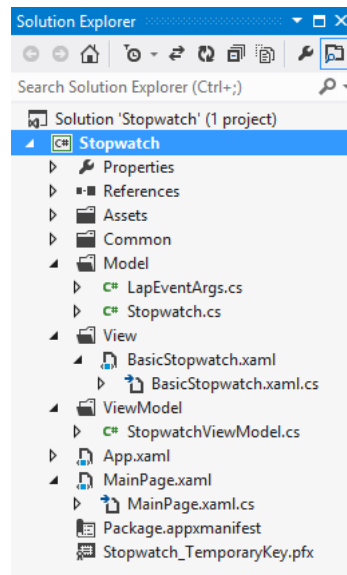 Solution Explorer
Search Solution Explorer (Ctrl+;)
Solution 'Stopwatch' (1 project)
C# Stopwatch
Properties
References
Assets
Common
Model
C# LapEventArgs.cs
C# Stopwatch.cs
View
BasicStopwatch.xaml
BasicStopwatch.xaml.cs
ViewModel
C# StopwatchViewModel.cs
App.xaml
MainPage.xaml
MainPage.xaml.cs
Package.appxmanifest
Stopwatch_TemporaryKey.pfx